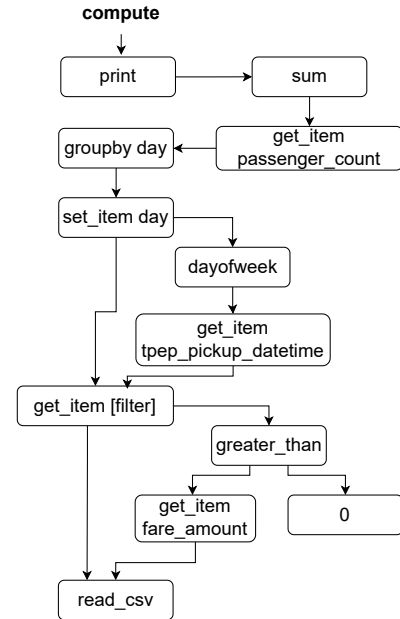 compute
print
sum
get_item
passenger_count
groupby day
set_item day
dayofweek
get_item
tpep_pickup_datetime
get_item [filter]
greater_than
get_item
fare_amount
0
read_csv